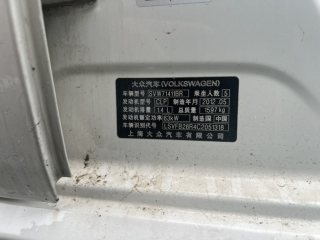 大众汽车(VOLKSWAGEN)
车辆型号 SVW7141BR 乘坐人数 5
发动机型号 CLP 制造年月 2012.05
发动机排量 1.4 L 总质量 1597 kg
发动机额定功率 63kW 制造国 中国
车辆识别代号 LSVFB26R4C2051318
上海大众汽车有限公司